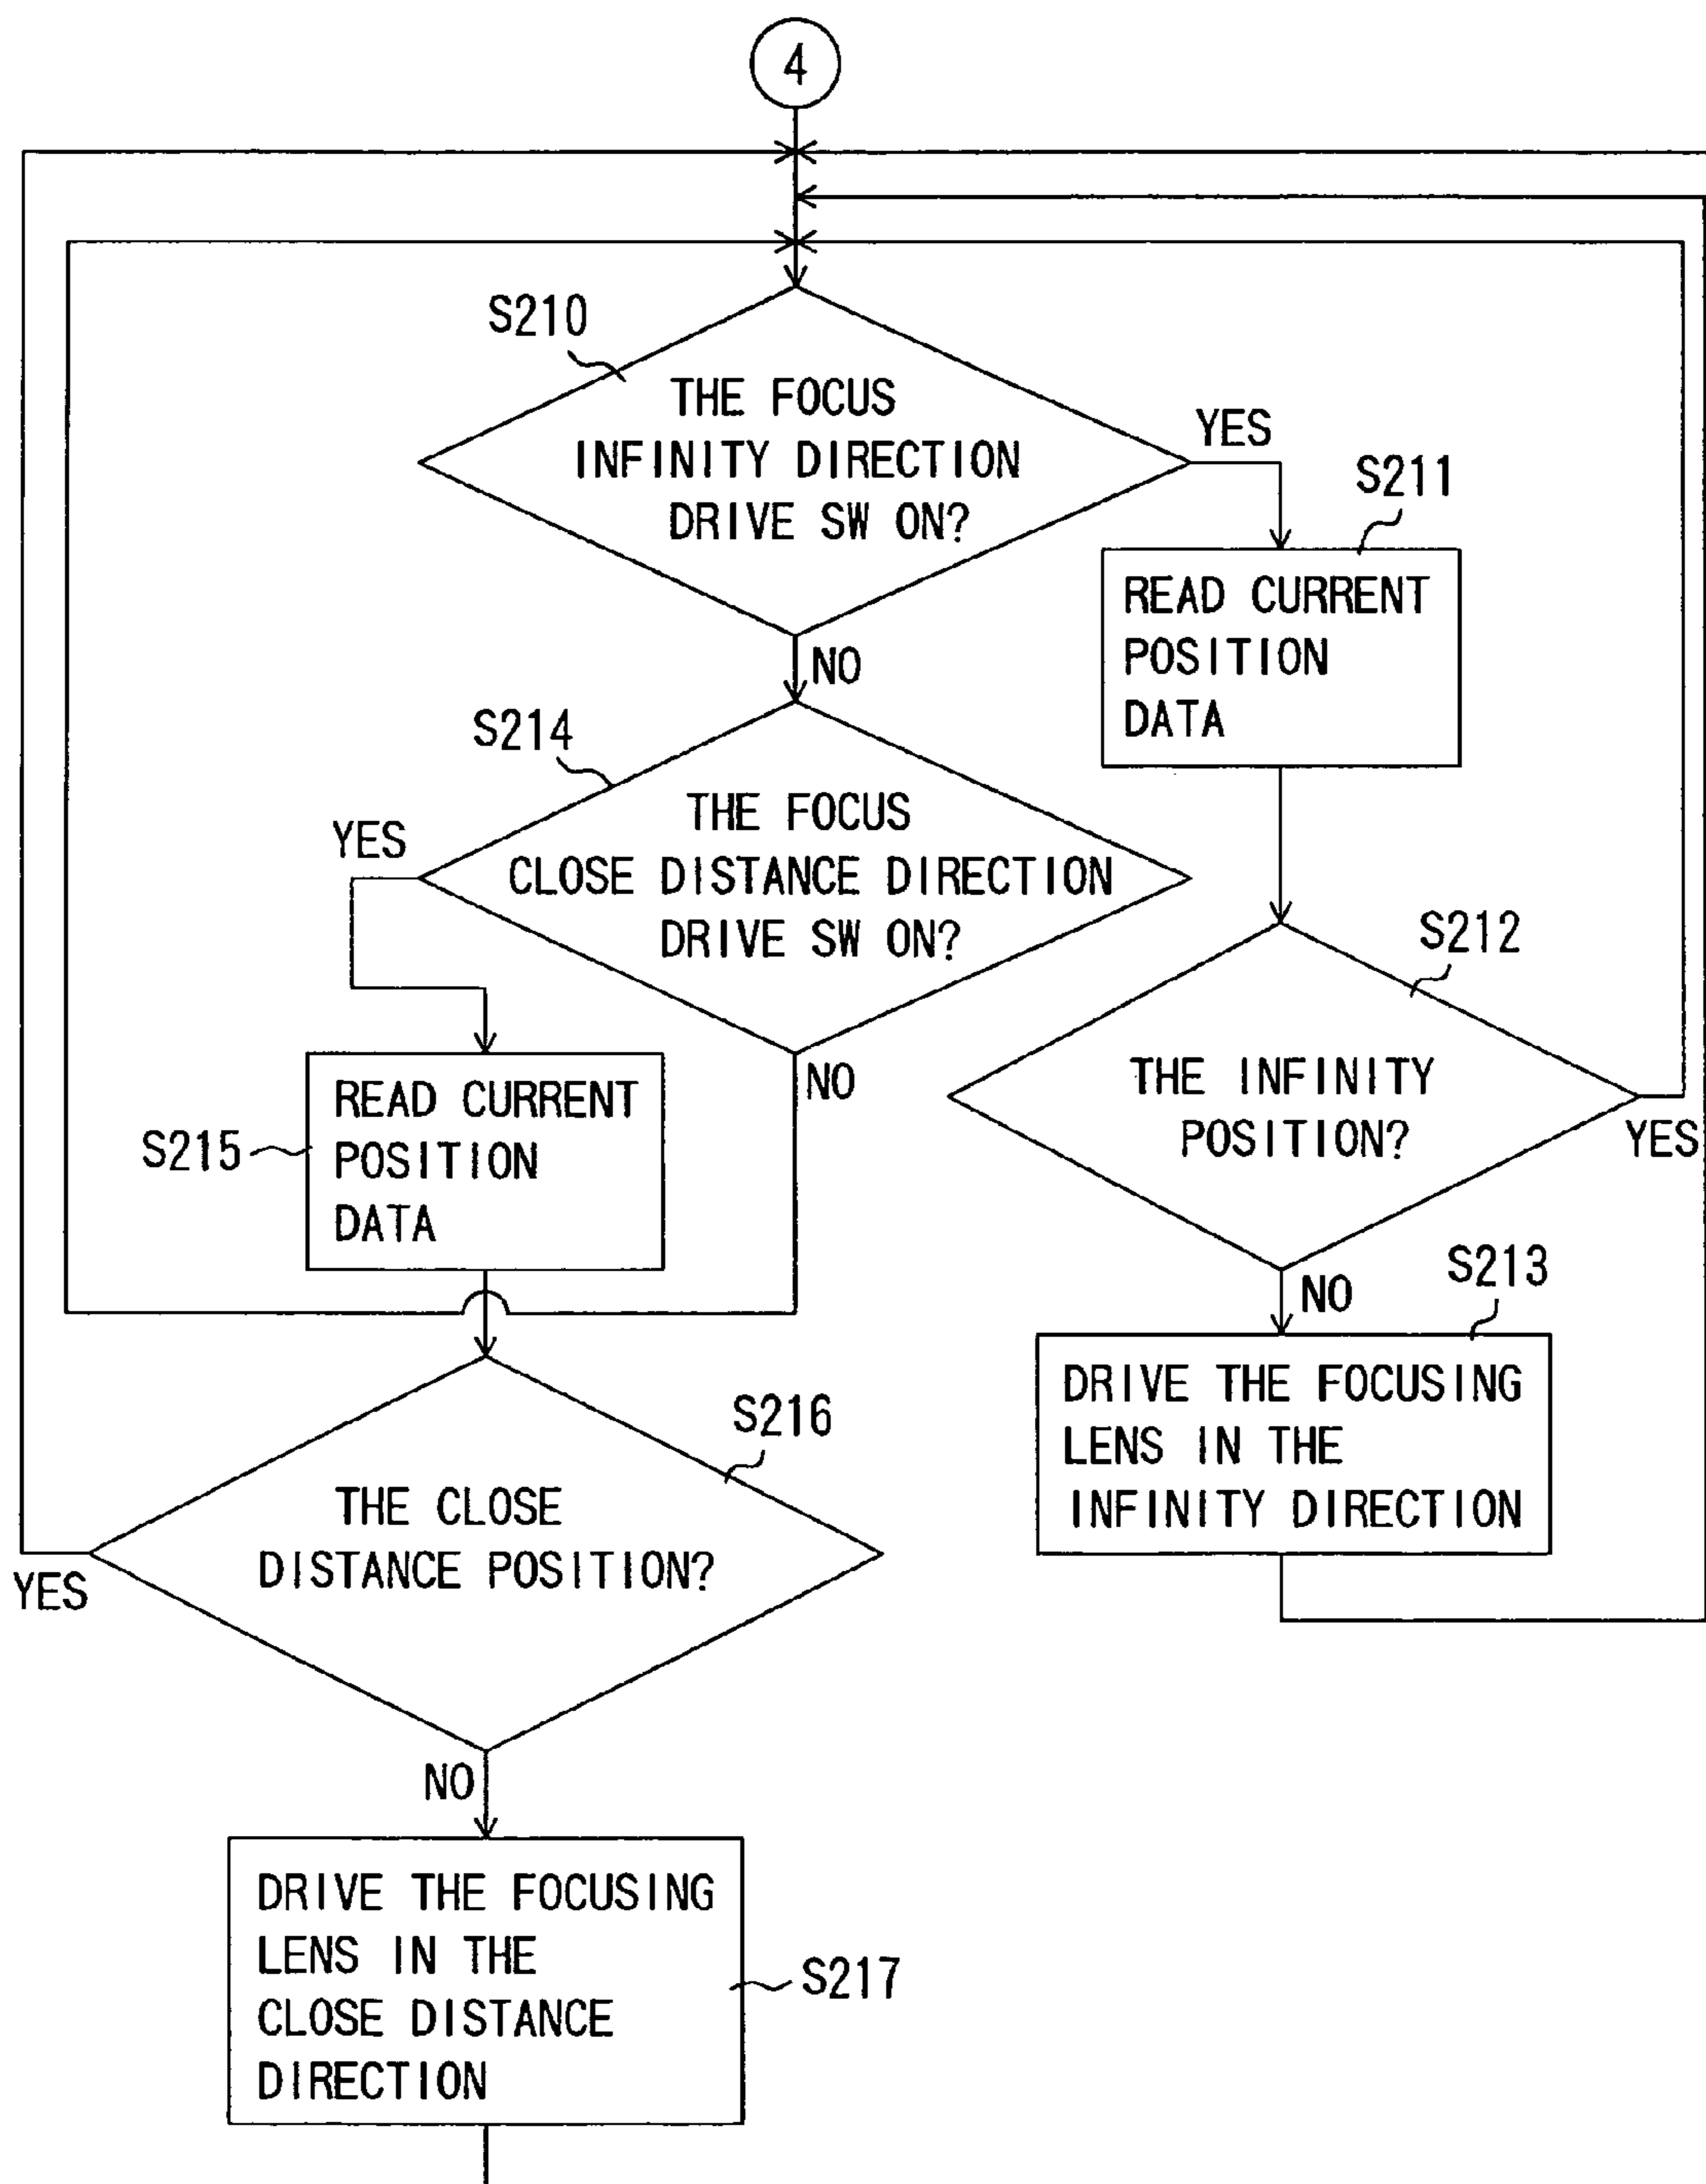 4
S210
THE FOCUS
INFINITY DIRECTION
DRIVE SW ON?
YES
NO
S211
READ CURRENT
POSITION
DATA
S214
THE FOCUS
CLOSE DISTANCE DIRECTION
DRIVE SW ON?
YES
NO
S212
THE INFINITY
POSITION?
YES
NO
S215
READ CURRENT
POSITION
DATA
S213
DRIVE THE FOCUSING
LENS IN THE
INFINITY DIRECTION
S216
THE CLOSE
DISTANCE POSITION?
YES
NO
DRIVE THE FOCUSING
LENS IN THE
CLOSE DISTANCE
DIRECTION
S217